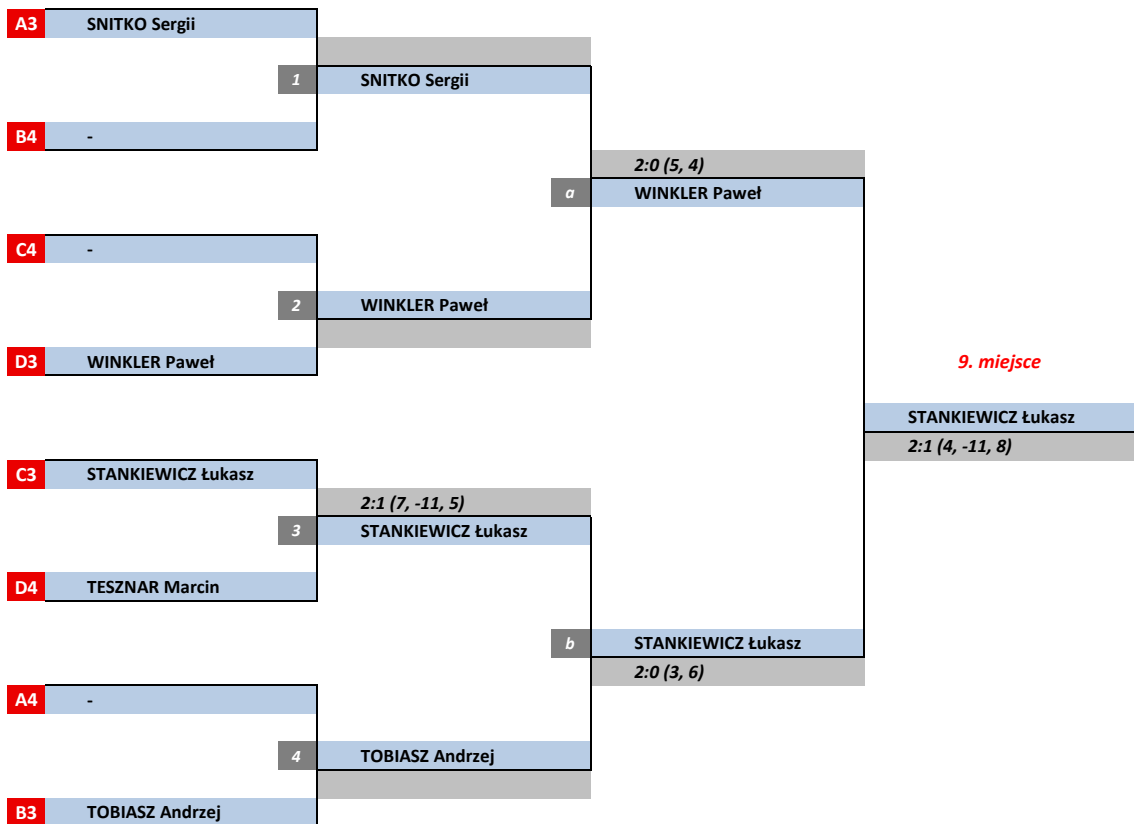 A3 SNITKO Sergii
1 SNITKO Sergii
B4 -
2:0 (5, 4)
a WINKLER Paweł
C4 -
2 WINKLER Paweł
D3 WINKLER Paweł
9. miejsce
STANKIEWICZ Łukasz
2:1 (4, -11, 8)
C3 STANKIEWICZ Łukasz
2:1 (7, -11, 5)
3 STANKIEWICZ Łukasz
D4 TESZNAR Marcin
b STANKIEWICZ Łukasz
2:0 (3, 6)
A4 -
4 TOBIASZ Andrzej
B3 TOBIASZ Andrzej